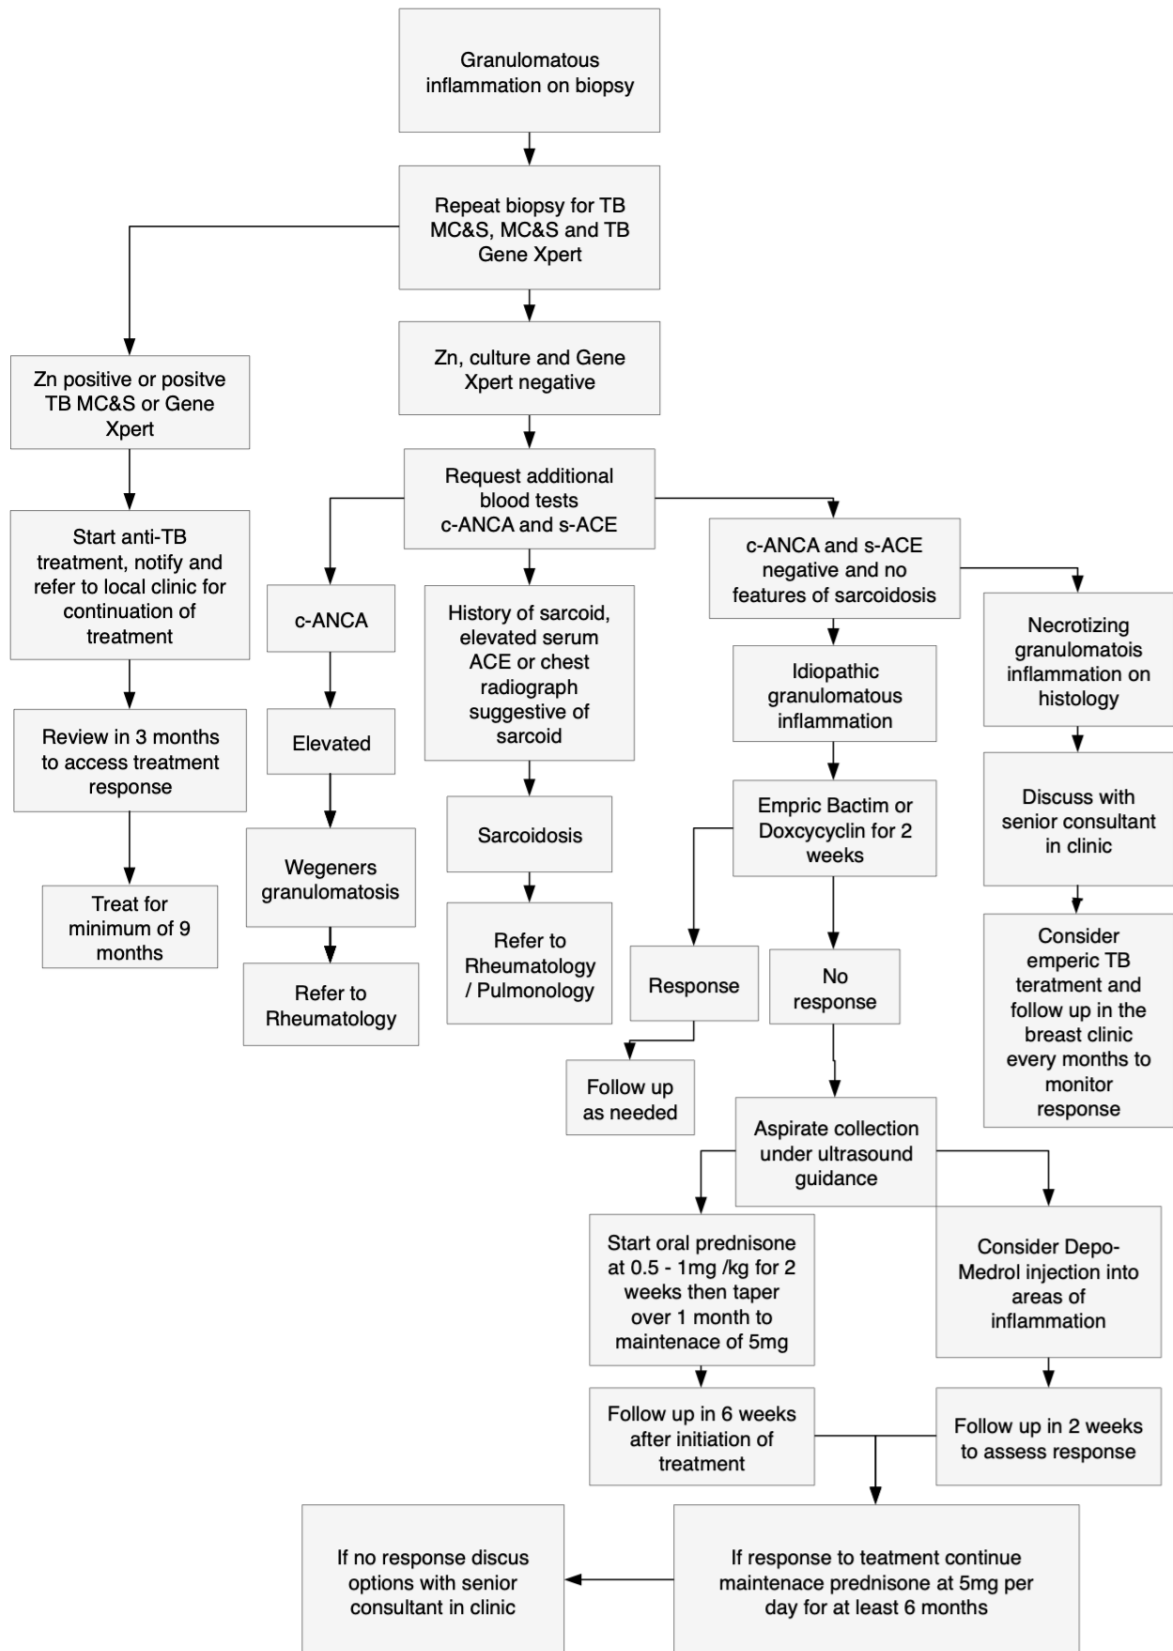 Granulomatous
inflammation on biopsy
Repeat biopsy for TB
MC&S, MC&S and TB
Gene Xpert
Zn positive or positve
TB MC&S or Gene
Xpert
Zn, culture and Gene
Xpert negative
Start anti-TB
treatment, notify and
refer to local clinic for
continuation of
treatment
Review in 3 months
to access treatment
response
Treat for
minimum of 9
months
Request additional
blood tests
c-ANCA and s-ACE
c-ANCA
Elevated
Wegeners
granulomatosis
Refer to
Rheumatology
History of sarcoid,
elevated serum
ACE or chest
radiograph
suggestive of
sarcoid
Sarcoidosis
Refer to
Rheumatology
/ Pulmonology
c-ANCA and s-ACE
negative and no
features of sarcoidosis
Idiopathic
granulomatous
inflammation
Empric Bactim or
Doxcycyclin for 2
weeks
Response
Follow up
as needed
No
response
Necrotizing
granulomatois
inflammation on
histology
Discuss with
senior consultant
in clinic
Consider
emperic TB
teratment and
follow up in the
breast clinic
every months to
monitor
response
Aspirate collection
under ultrasound
guidance
Start oral prednisone
at 0.5 - 1mg /kg for 2
weeks then taper
over 1 month to
maintenace of 5mg
Consider Depo-
Medrol injection into
areas of
inflammation
Follow up in 6 weeks
after initiation of
treatment
Follow up in 2 weeks
to assess response
If no response discus
options with senior
consultant in clinic
If response to teatment continue
maintenace prednisone at 5mg per
day for at least 6 months